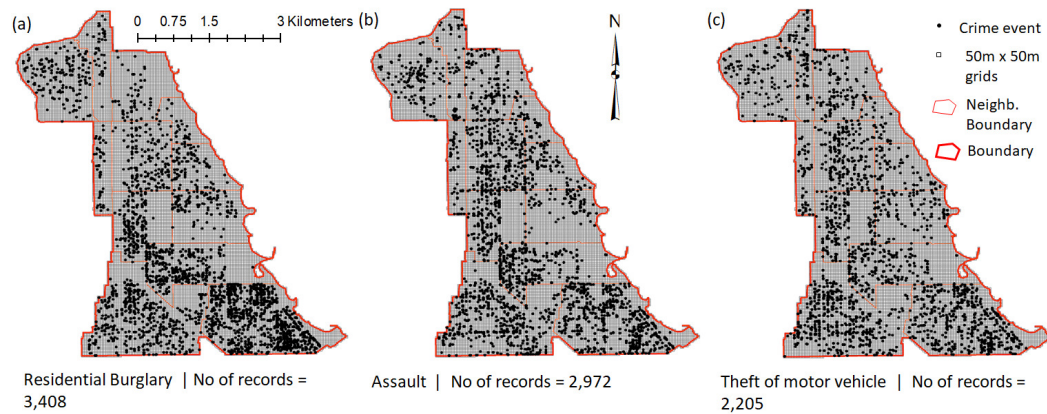 (a)
0 0.75 1.5 3 Kilometers
(b)
N
(c)
Crime event
50m x 50m
grids
Neighb.
Boundary
Boundary
Residential Burglary | No of records =
3,408
Assault | No of records = 2,972
Theft of motor vehicle | No of records =
2,205